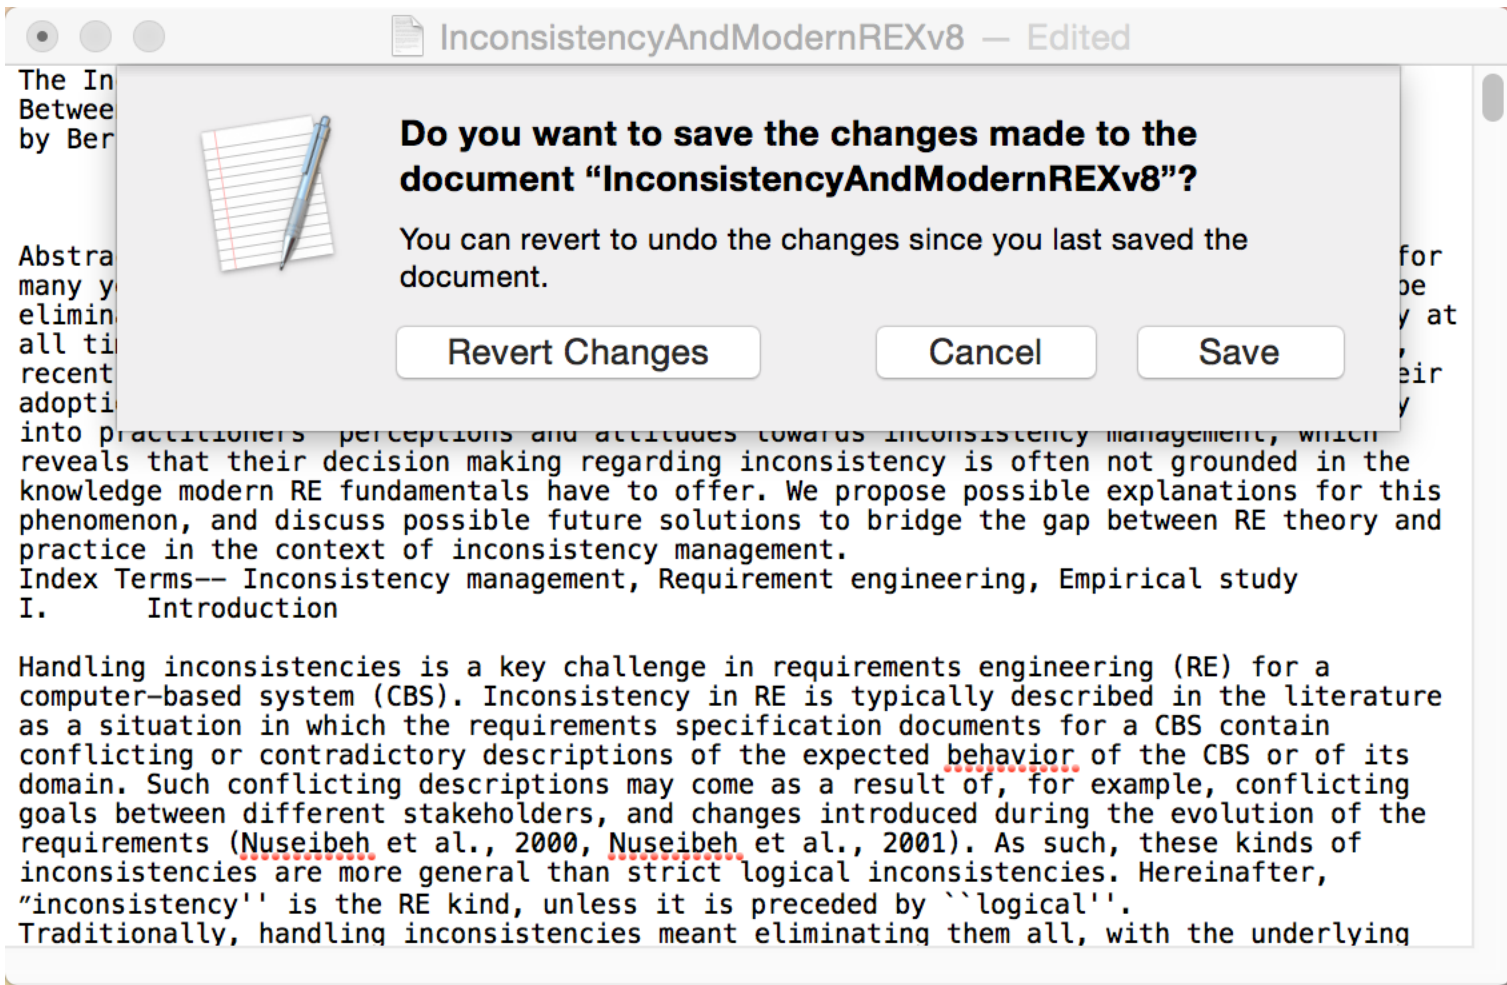 InconsistencyAndModernREXv8 — Edited
The In
Betwee
by Ber
Do you want to save the changes made to the
document “InconsistencyAndModernREXv8”?
You can revert to undo the changes since you last saved the
document.
Revert Changes Cancel Save
Abstra for
many y be
elimin y at
all ti ,
recent eir
adopti y
into practitioners’ perceptions and attitudes towards inconsistency management, which
reveals that their decision making regarding inconsistency is often not grounded in the
knowledge modern RE fundamentals have to offer. We propose possible explanations for this
phenomenon, and discuss possible future solutions to bridge the gap between RE theory and
practice in the context of inconsistency management.
Index Terms-- Inconsistency management, Requirement engineering, Empirical study
I. Introduction
Handling inconsistencies is a key challenge in requirements engineering (RE) for a
computer-based system (CBS). Inconsistency in RE is typically described in the literature
as a situation in which the requirements specification documents for a CBS contain
conflicting or contradictory descriptions of the expected behavior of the CBS or of its
domain. Such conflicting descriptions may come as a result of, for example, conflicting
goals between different stakeholders, and changes introduced during the evolution of the
requirements (Nuseibeh et al., 2000, Nuseibeh et al., 2001). As such, these kinds of
inconsistencies are more general than strict logical inconsistencies. Hereinafter,
″inconsistency'' is the RE kind, unless it is preceded by ``logical''.
Traditionally, handling inconsistencies meant eliminating them all, with the underlying